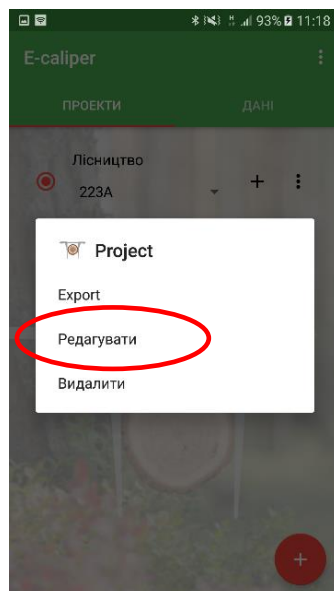 93% 11:18
E-caliper
ПРОЕКТИ ДАНІ
Лісництво
223А
Project
Export
Редагувати
Видалити